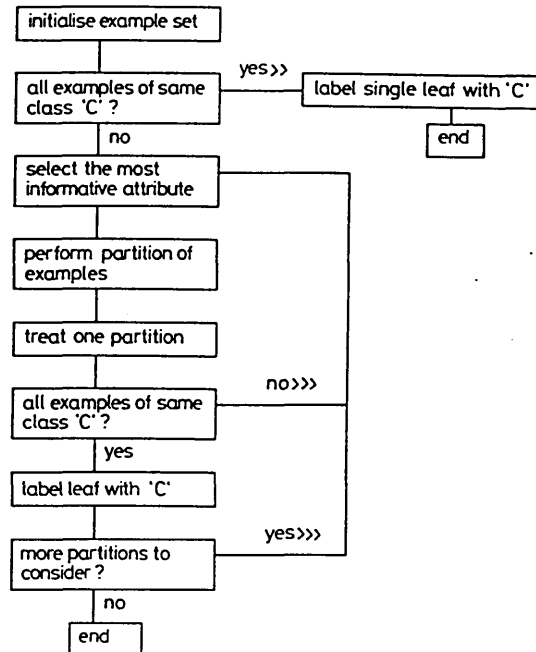 initialise example set
all examples of same
class 'C' ?
yes>>
label single leaf with 'C'
end
no
select the most
informative attribute
perform partition of
examples
treat one partition
all examples of same
class 'C' ?
no>>>
yes
label leaf with 'C'
more partitions to
consider ?
yes>>>
no
end